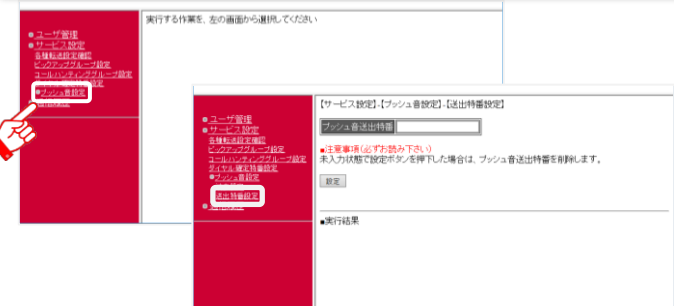 実行する作業を、左の画面から選択してください
ユーザ管理
サービス設定
各種転送設定確認
ピックアップグループ設定
コールハンティンググループ設定
プッシュ音設定
【サービス設定】-【プッシュ音設定】-【送出特番設定】
ユーザ管理
サービス設定
各種転送設定確認
ピックアップグループ設定
コールハンティンググループ設定
ダイヤル確定特番設定
プッシュ音設定
送出特番設定
プッシュ音送出特番
■注意事項(必ずお読み下さい)
未入力状態で設定ボタンを押下した場合は、プッシュ音送出特番を削除します。
設定
■実行結果